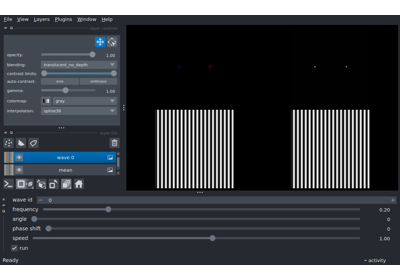 File View Layers Plugins Window Help
opacity: 1.00
blending: translucent_no_depth
contrast limits:
auto-contrast: once continuous
gamma: 1.00
colormap: gray
interpolation: spline36
wave 0
mean
wave id 0
frequency 0.20
angle 0
phase shift 0
speed 1.00
run
Ready activity